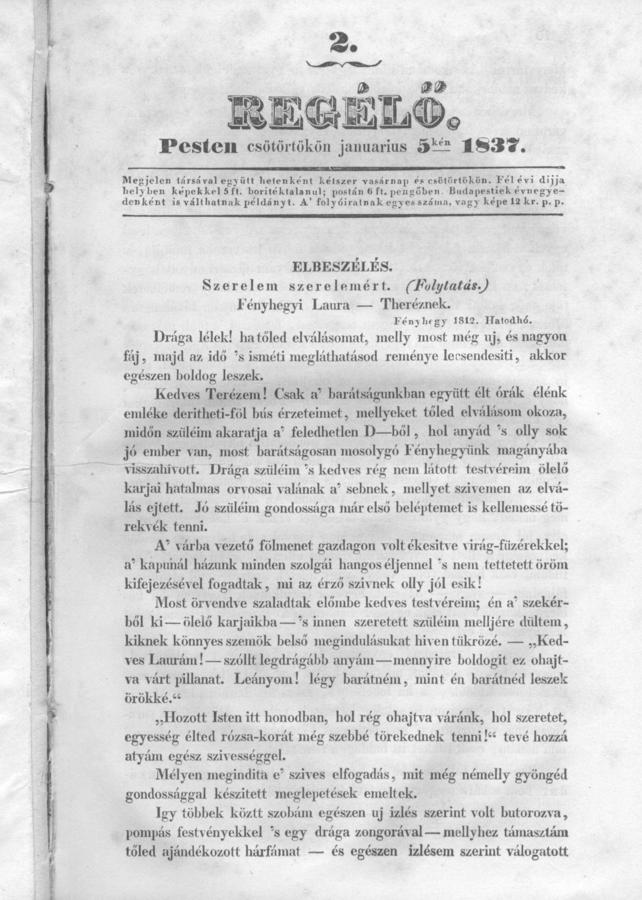 2.
REGÉLŐ.
Pesten csötörtökön januarius 5kén 1837.
Megjelen társával együtt hetenként kétszer vasárnap és csötörtökön. Fél évi díjja
helyben képekkel 5 ft. boritéktalanul; postán 6 ft. pengőben. Budapestiek évnegye-
denként is válthatnak példányt. A' folyóiratnak egyes száma, vagy képe 12 kr. p. p.
ELBESZÉLÉS.
Szerelem szerelemért. (Folytatás.)
Fényhegyi Laura — Theréznek.
Fényhegy 1812. Hatodhó.
Drága lélek! ha tőled elválásomat, melly most még uj, és nagyon
fáj, majd az idő 's isméti megláthatásod reménye lecsendesiti, akkor
egészen boldog leszek.
Kedves Terézem! Csak a' barátságunkban együtt élt órák élénk
emléke deritheti-föl bús érzeteimet, mellyeket tőled elválásom okoza,
midőn szüléim akaratja a' feledhetlen D—ből, hol anyád 's olly sok
jó ember van, most barátságosan mosolygó Fényhegyünk magányába
visszahivott. Drága szüléim 's kedves rég nem látott testvéreim ölelő
karjai hatalmas orvosai valának a' sebnek, mellyet szivemen az elvá-
lás ejtett. Jó szüléim gondossága már első beléptemet is kellemessé tö-
rekvék tenni.
A' várba vezető fölmenet gazdagon volt ékesitve virág-füzérekkel;
a' kapunál házunk minden szolgái hangos éljennel 's nem tettetett öröm
kifejezésével fogadtak, mi az érző szivnek olly jól esik!
Most örvendve szaladtak előmbe kedves testvéreim; én a' szekér-
ből ki—ölelő karjaikba—'s innen szeretett szüléim melljére dültem,
kiknek könnyes szemök belső megindulásukat hiven tükrözé. — „Ked-
ves Laurám!—szóllt legdrágább anyám—mennyire boldogit ez ohajt-
va várt pillanat. Leányom! légy barátném, mint én barátnéd leszek
örökké.“
„Hozott Isten itt honodban, hol rég ohajtva váránk, hol szeretet,
egyesség élted rózsa-korát még szebbé törekednek tenni!“ tevé hozzá
atyám egész szivességgel.
Mélyen megindita e' szives elfogadás, mit még némelly gyöngéd
gondossággal készitett meglepetések emeltek.
Igy többek köztt szobám egészen uj izlés szerint volt butorozva,
pompás festvényekkel 's egy drága zongorával—mellyhez támasztám
tőled ajándékozott hárfámat — és egészen izlésem szerint válogatott